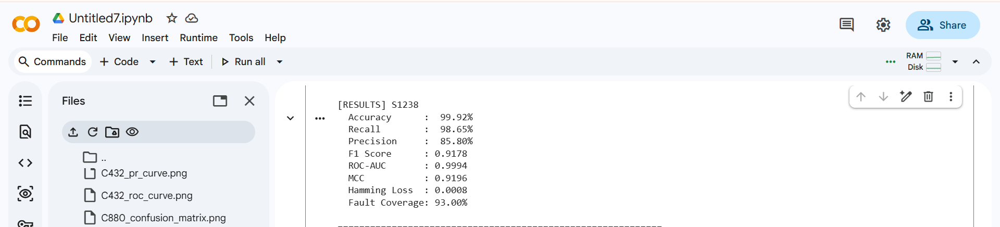 Untitled7.ipynb
File Edit View Insert Runtime Tools Help
Share
Commands + Code + Text Run all
RAM
Disk
Files
..
C432_pr_curve.png
C432_roc_curve.png
C880_confusion_matrix.png
[RESULTS] S1238
Accuracy : 99.92%
Recall : 98.65%
Precision : 85.80%
F1 Score : 0.9178
ROC-AUC : 0.9994
MCC : 0.9196
Hamming Loss : 0.0008
Fault Coverage: 93.00%
------------------------------------------------------------